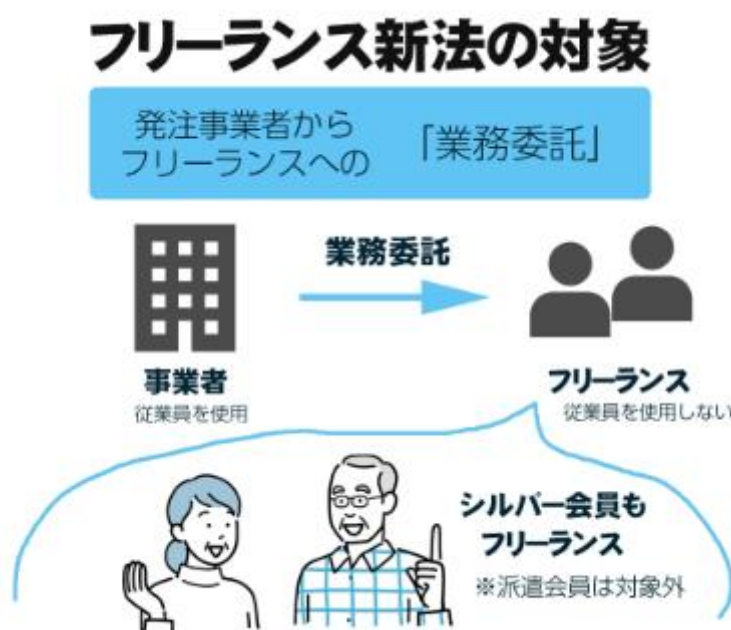 フリーランス新法の対象
発注事業者から
フリーランスへの
「業務委託」
業務委託
事業者
従業員を使用
フリーランス
従業員を使用しない
シルバー会員も
フリーランス
※派遣会員は対象外